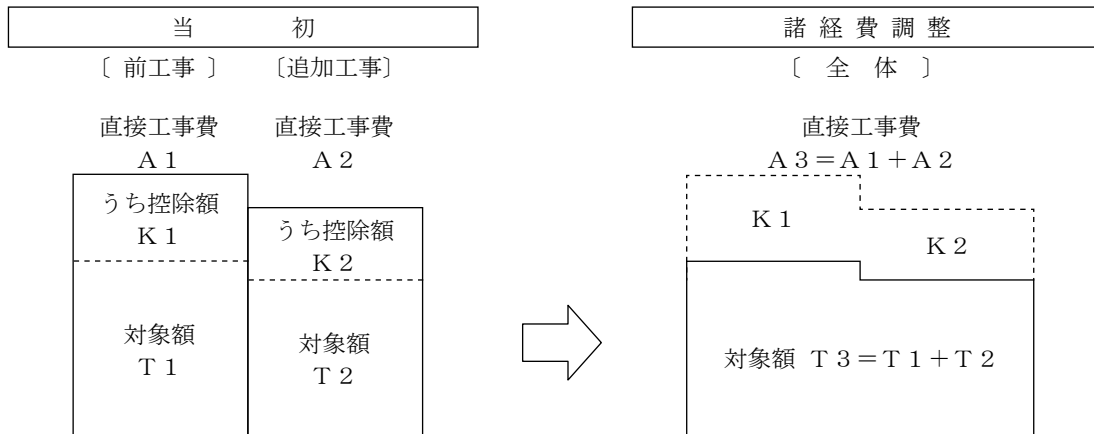 当　　　初
諸 経 費 調 整
〔 前工事 〕
〔追加工事〕
〔　全　体　〕
直接工事費
Ａ１
直接工事費
Ａ２
直接工事費
Ａ３＝Ａ１＋Ａ２
うち控除額
Ｋ１
うち控除額
Ｋ２
Ｋ１
Ｋ２
対象額
Ｔ１
対象額
Ｔ２
対象額 Ｔ３＝Ｔ１＋Ｔ２